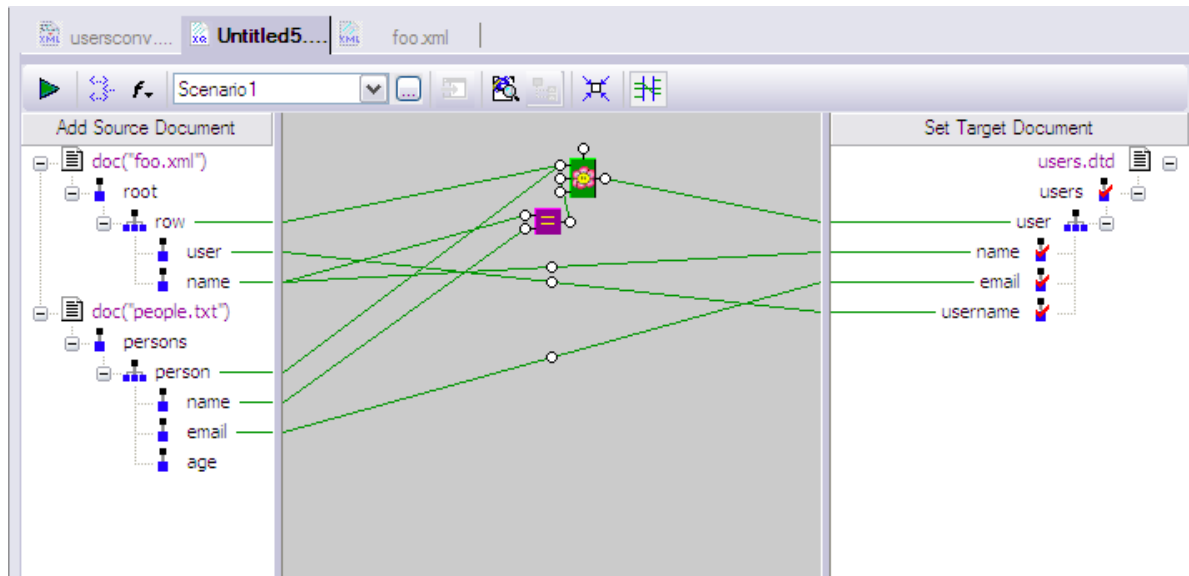 usersconv.... Untitled5.... foo.xml
Scenario1 ...
Add Source Document
doc("foo.xml")
root
row
user
name
doc("people.txt")
persons
person
name
email
age
=
Set Target Document
users.dtd
users
user
name
email
username